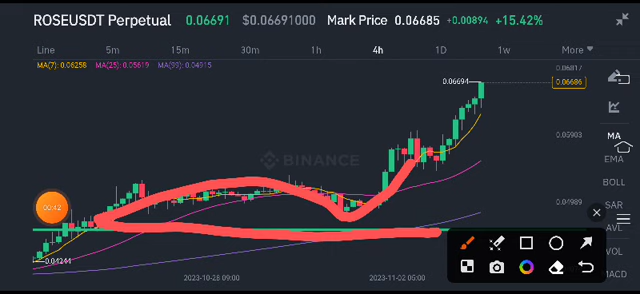 ROSEUSDT Perpetual 0.06691 $0.06691000 Mark Price 0.06685 +0.00894 +15.42%
Line 5m 15m 30m 1h 4h 1D 1w More
MA(7): 0.06258 MA(25): 0.05619 MA(99): 0.04915
0.06817
0.06694
0.06686
MA
0.05903
BINANCE
EMA
BOLL
0.04989
SAR
00:42
AVL
0.04244
MACD
2023-10-28 09:00 2023-11-02 05:00